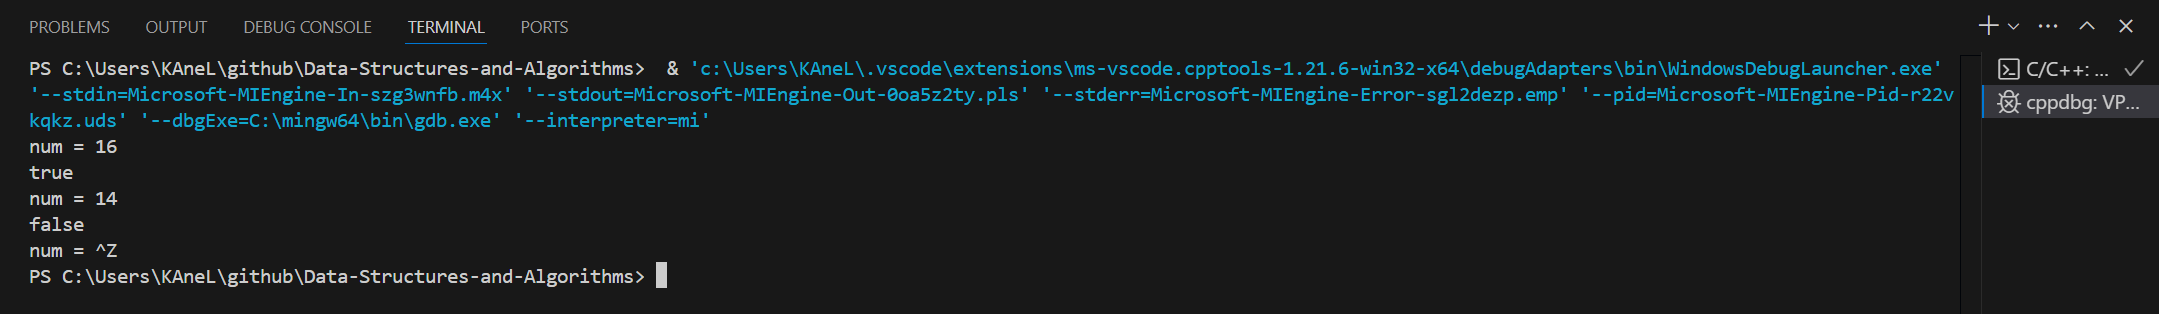 PROBLEMS OUTPUT DEBUG CONSOLE TERMINAL PORTS
PS C:\Users\KAneL\github\Data-Structures-and-Algorithms>  & 'c:\Users\KAneL\.vscode\extensions\ms-vscode.cpptools-1.21.6-win32-x64\debugAdapters\bin\WindowsDebugLauncher.exe'
'--stdin=Microsoft-MIEngine-In-szg3wnfb.m4x' '--stdout=Microsoft-MIEngine-Out-0oa5z2ty.pls' '--stderr=Microsoft-MIEngine-Error-sgl2dezp.emp' '--pid=Microsoft-MIEngine-Pid-r22v
kqkz.uds' '--dbgExe=C:\mingw64\bin\gdb.exe' '--interpreter=mi'
num = 16
true
num = 14
false
num = ^Z
PS C:\Users\KAneL\github\Data-Structures-and-Algorithms>
C/C++: ...
cppdbg: VP...